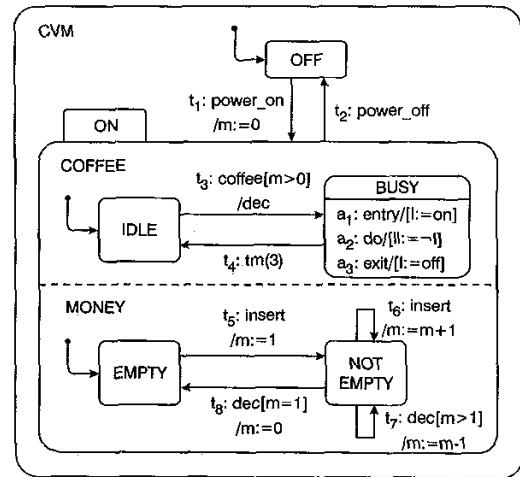 CVM
OFF
t1: power_on
/m:=0
t2: power_off
ON
COFFEE
t3: coffee[m>0]
/dec
BUSY
IDLE
a1: entry/[l:=on]
a2: do/[l:=¬l]
a3: exit/[l:=off]
t4: tm(3)
MONEY
t5: insert
/m:=1
t6: insert
/m:=m+1
EMPTY
NOT
EMPTY
t8: dec[m=1]
/m:=0
t7: dec[m>1]
/m:=m-1